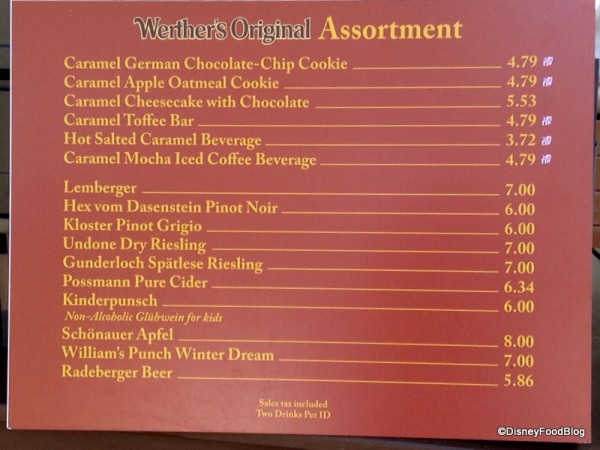 Werther's Original Assortment
Caramel German Chocolate-Chip Cookie 4.79
Caramel Apple Oatmeal Cookie 4.79
Caramel Cheesecake with Chocolate 5.53
Caramel Toffee Bar 4.79
Hot Salted Caramel Beverage 3.72
Caramel Mocha Iced Coffee Beverage 4.79
Lemberger 7.00
Hex vom Dasenstein Pinot Noir 6.00
Kloster Pinot Grigio 6.00
Undone Dry Riesling 7.00
Gunderloch Spätlese Riesling 7.00
Possmann Pure Cider 6.34
Kinderpunsch 6.00
Non-Alcoholic Glühwein for kids
Schönauer Apfel 8.00
William's Punch Winter Dream 7.00
Radeberger Beer 5.86
Sales tax included
Two Drinks Per ID
©DisneyFoodBlog